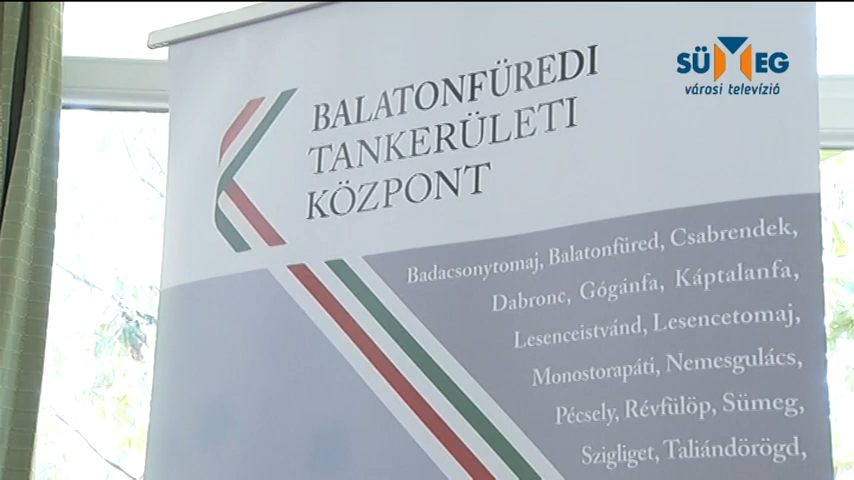 SÜMEG
városi televízió
BALATONFÜREDI
TANKERÜLETI
KÖZPONT
Badacsonytomaj, Balatonfüred, Csabrendek,
Dabronc, Gógánfa, Káptalanfa,
Lesenceistvánd, Lesencetomaj,
Monostorapáti, Nemesgulács,
Pécsely, Révfülöp, Sümeg,
Szigliget, Taliándörögd,